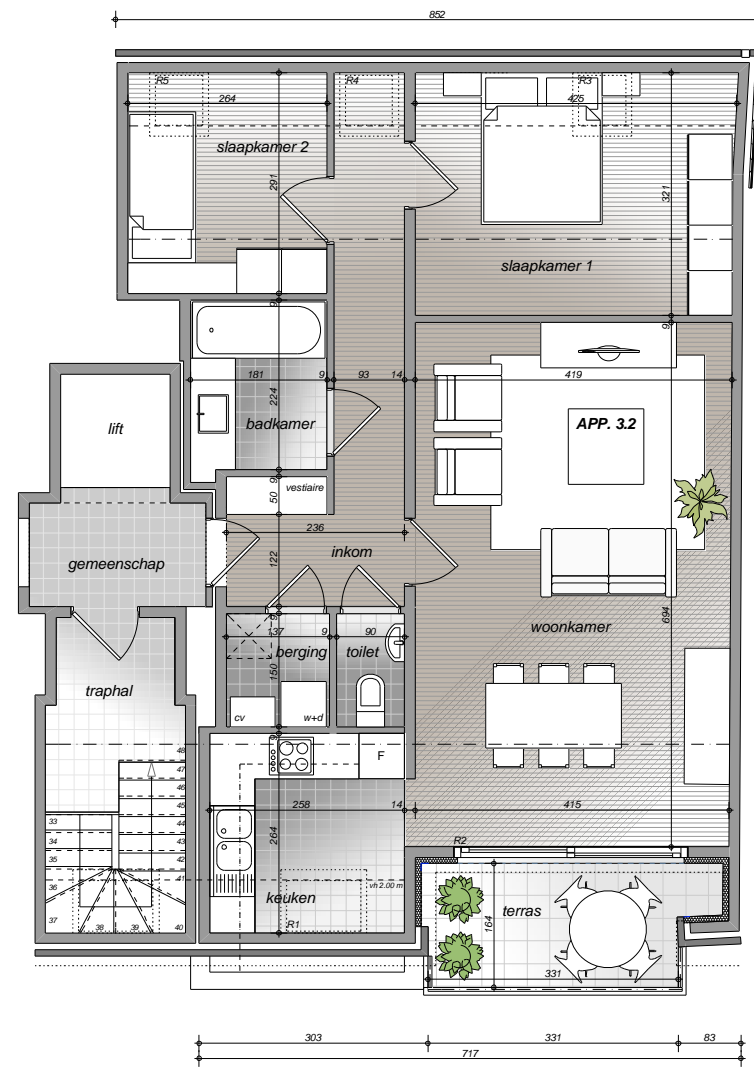 852
R5
R4
R3
264
425
slaapkamer 2
291
321
slaapkamer 1
9
9
181
9
93
14
419
224
badkamer
APP. 3.2
lift
9
vestiaire
50
236
inkom
122
gemeenschap
woonkamer
694
9
137
9
90
berging
toilet
150
traphal
cv
w+d
9
F
48
47
46
45
44
43
42
41
40
33
34
35
36
37
38
39
258
14
415
264
R2
vh 2.00 m
keuken
R1
terras
164
331
303
331
83
717